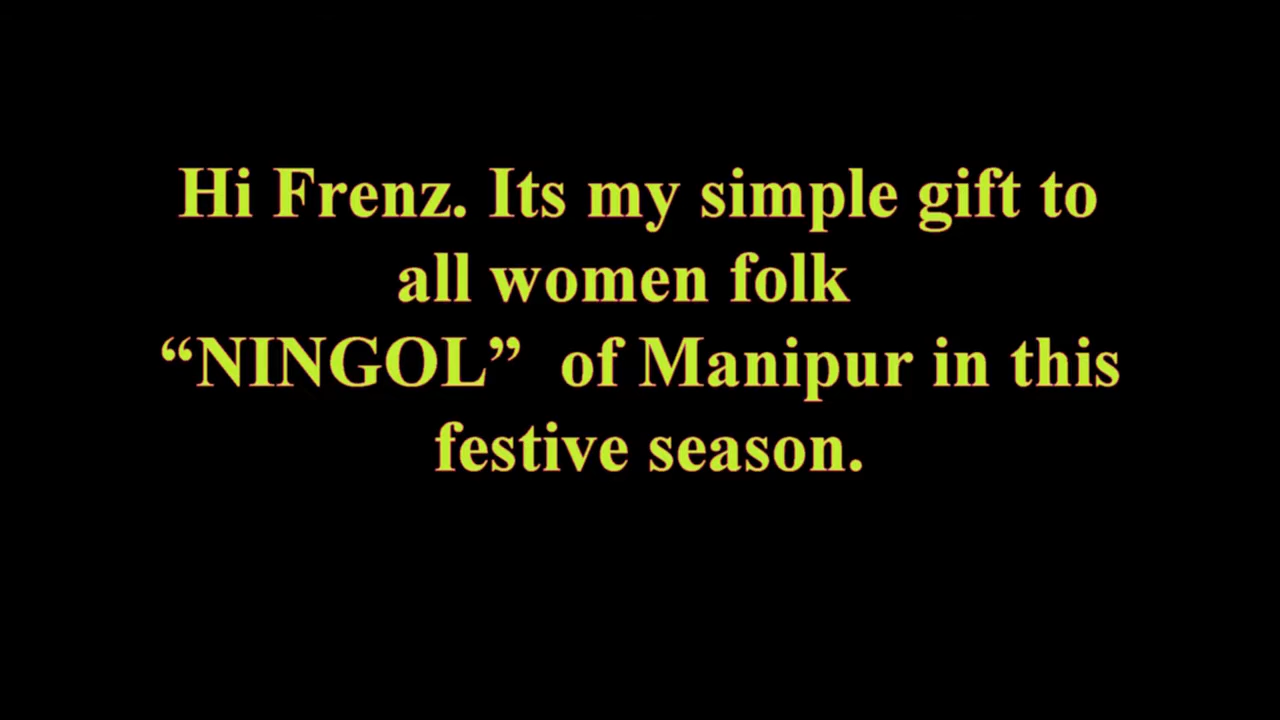 Hi Frenz. Its my simple gift to
all women folk
“NINGOL” of Manipur in this
festive season.